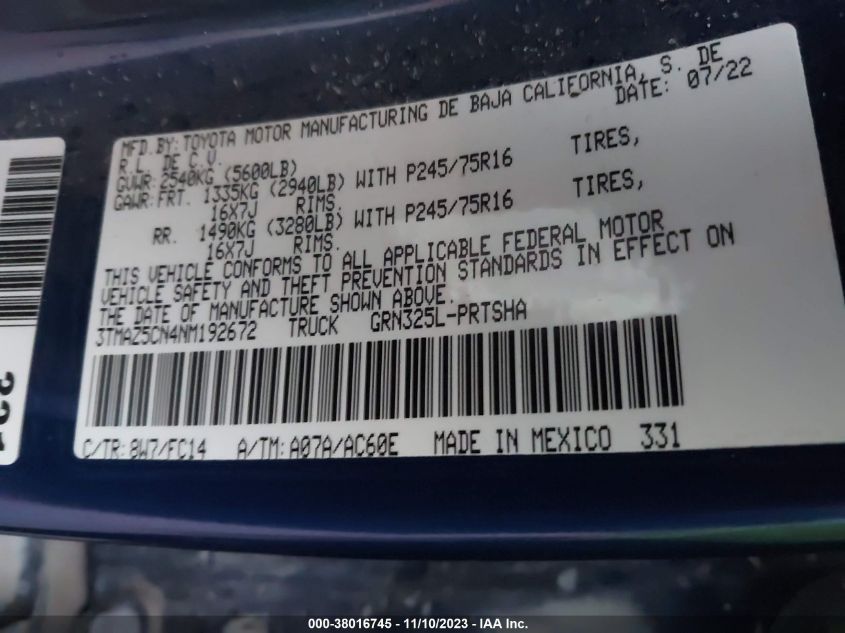 MFD.BY:TOYOTA MOTOR MANUFACTURING DE BAJA CALIFORNIA, S. DE
R.L. DE C.V. DATE: 07/22
GVWR:2540KG (5600LB)
GAWR:FRT. 1335KG (2940LB) WITH P245/75R16 TIRES,
16X7J RIMS.
RR. 1490KG (3280LB) WITH P245/75R16 TIRES,
16X7J RIMS.
THIS VEHICLE CONFORMS TO ALL APPLICABLE FEDERAL MOTOR
VEHICLE SAFETY AND THEFT PREVENTION STANDARDS IN EFFECT ON
THE DATE OF MANUFACTURE SHOWN ABOVE.
3TMAZ5CN4NM192672 TRUCK GRN325L-PRTSHA
C/TR:8W7/FC14 A/TM:A07A/AC60E MADE IN MEXICO 331
000-38016745 - 11/10/2023 - IAA Inc.